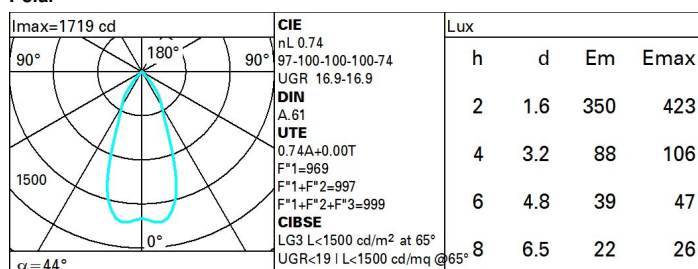 Imax=1719 cd
90°
180°
90°
1500
0°
α=44°
CIE
nL 0.74
97-100-100-100-74
UGR 16.9-16.9
DIN
A.61
UTE
0.74A+0.00T
F"1=969
F"1+F"2=997
F"1+F"2+F"3=999
CIBSE
LG3 L<1500 cd/m² at 65°
UGR<19 | L<1500 cd/mq @65°
Lux
h d Em Emax
2 1.6 350 423
4 3.2 88 106
6 4.8 39 47
8 6.5 22 26